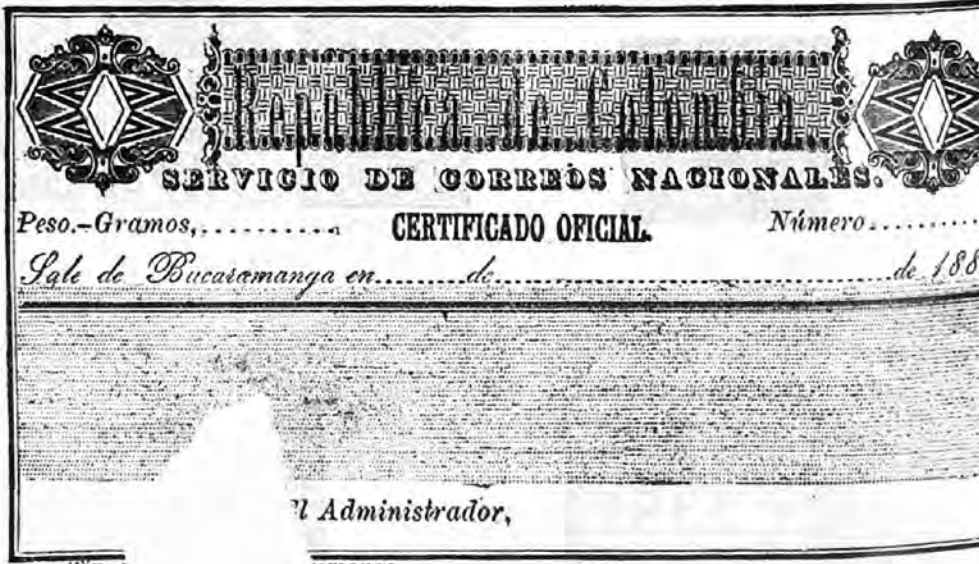 República de Colombia.
SERVICIO DE CORREOS NACIONALES.
Peso.-Gramos,........... CERTIFICADO OFICIAL. Número..........
Sale de Bucaramanga en......de..............................de 188
l Administrador,